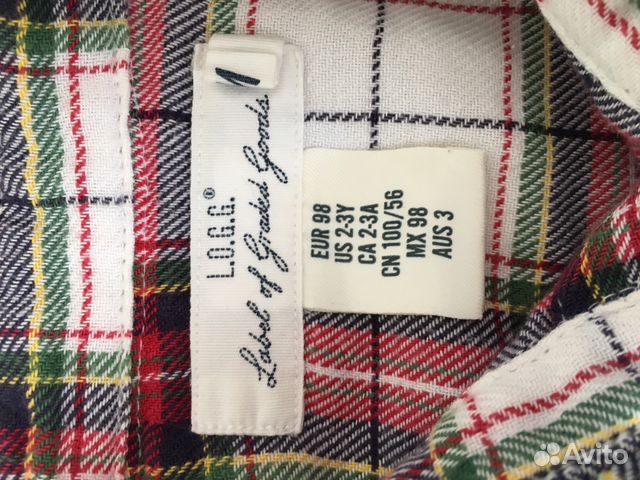 L.O.G.G.®
Label of Graded Goods
EUR 98
US 2-3Y
CA 2-3A
CN 100/56
MX 98
AUS 3
Avito